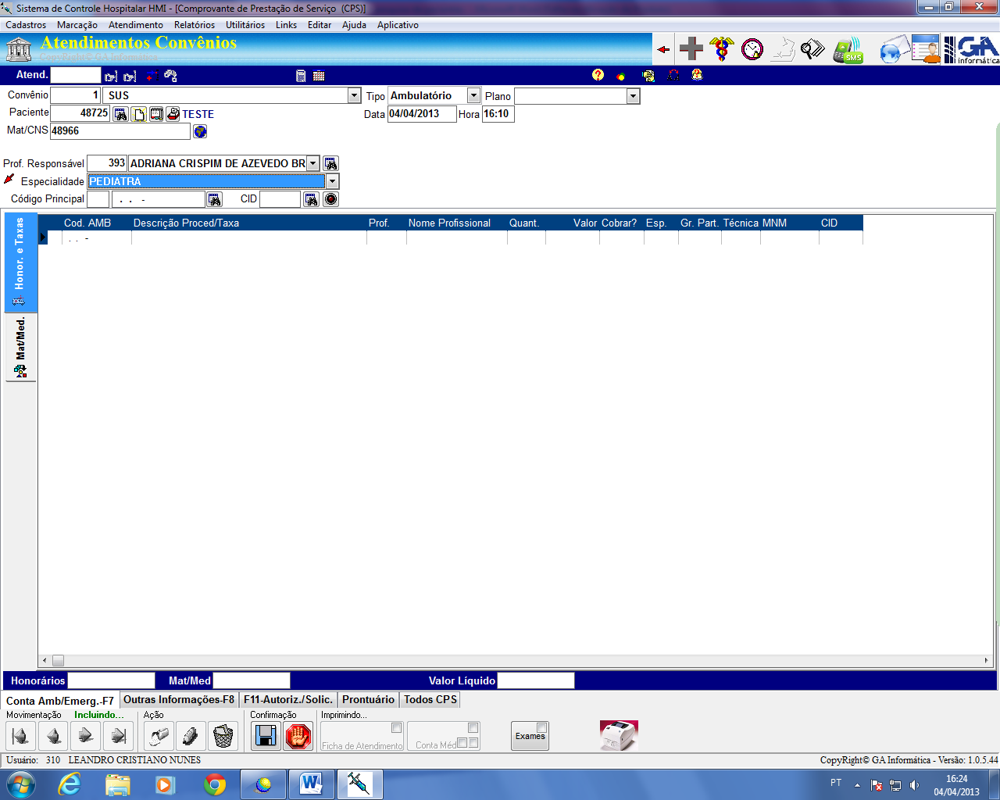 Sistema de Controle Hospitalar HMI - [Comprovante de Prestação de Serviço (CPS)]
Cadastros Marcação Atendimento Relatórios Utilitários Links Editar Ajuda Aplicativo
Atendimentos Convênios
CopyRight© GA Informática
SMS
GA
informática
Atend.
Convênio 1 SUS Tipo Ambulatório Plano
Paciente 48725 TESTE Data 04/04/2013 Hora 16:10
Mat/CNS 48966
Prof. Responsável 393 ADRIANA CRISPIM DE AZEVEDO BR
Especialidade PEDIATRA
Código Principal . . - CID
Cod. AMB Descrição Proced/Taxa Prof. Nome Profissional Quant. Valor Cobrar? Esp. Gr. Part. Técnica MNM CID
. . -
Honor. e Taxas
Mat/Med.
Honorários Mat/Med Valor Líquido
Conta Amb/Emerg.-F7 Outras Informações-F8 F11-Autoriz./Solic. Prontuário Todos CPS
Movimentação Incluindo... Ação Confirmação Imprimindo...
Ficha de Atendimento Conta Méd Exames
Usuário: 310 LEANDRO CRISTIANO NUNES CopyRight© GA Informática - Versão: 1.0.5.44
PT 16:24
04/04/2013